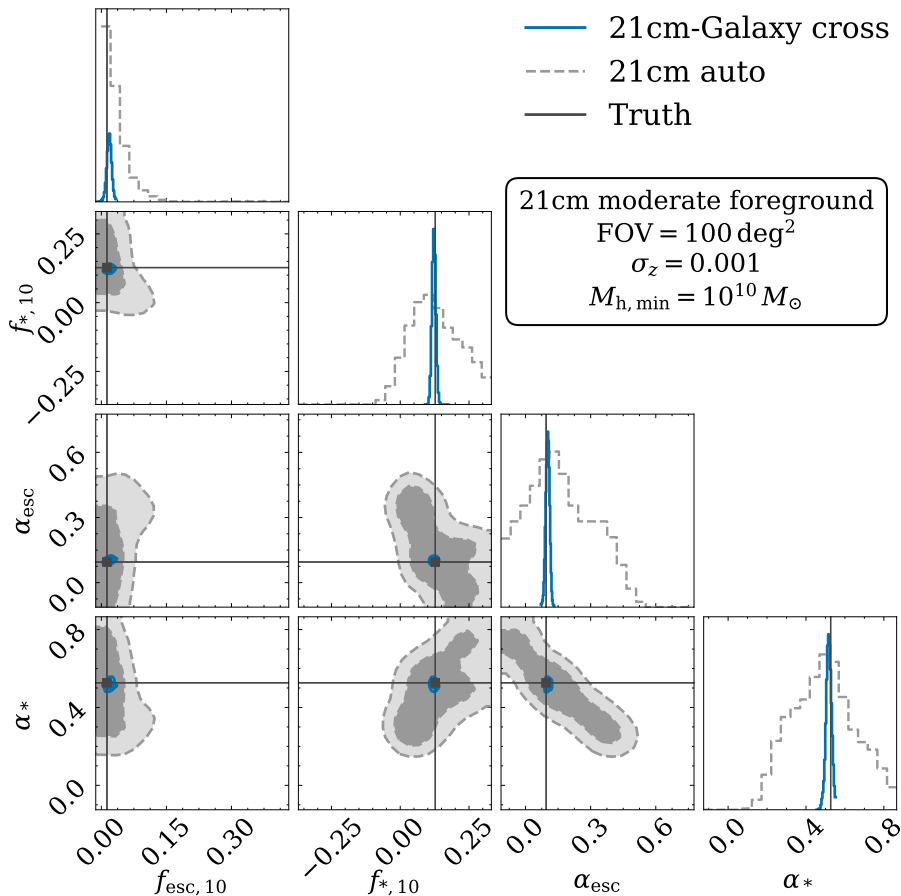 21cm-Galaxy cross
21cm auto
Truth
21cm moderate foreground
FOV = 100 deg²
σ_z = 0.001
M_h,min = 10¹⁰ M_⊙
f_*,10
0.25
0.00
−0.25
α_esc
0.6
0.3
0.0
α_*
0.8
0.4
0.0
0.00 0.15 0.30
f_esc,10
−0.25 0.00 0.25
f_*,10
0.0 0.3 0.6
α_esc
0.0 0.4 0.8
α_*